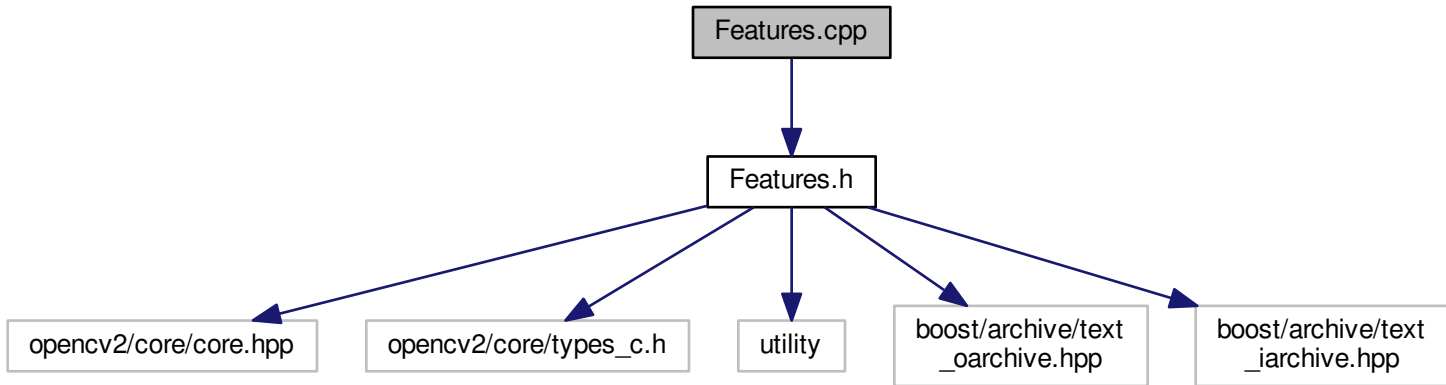 Features.cpp
Features.h
opencv2/core/core.hpp
opencv2/core/types_c.h
utility
boost/archive/text
_oarchive.hpp
boost/archive/text
_iarchive.hpp